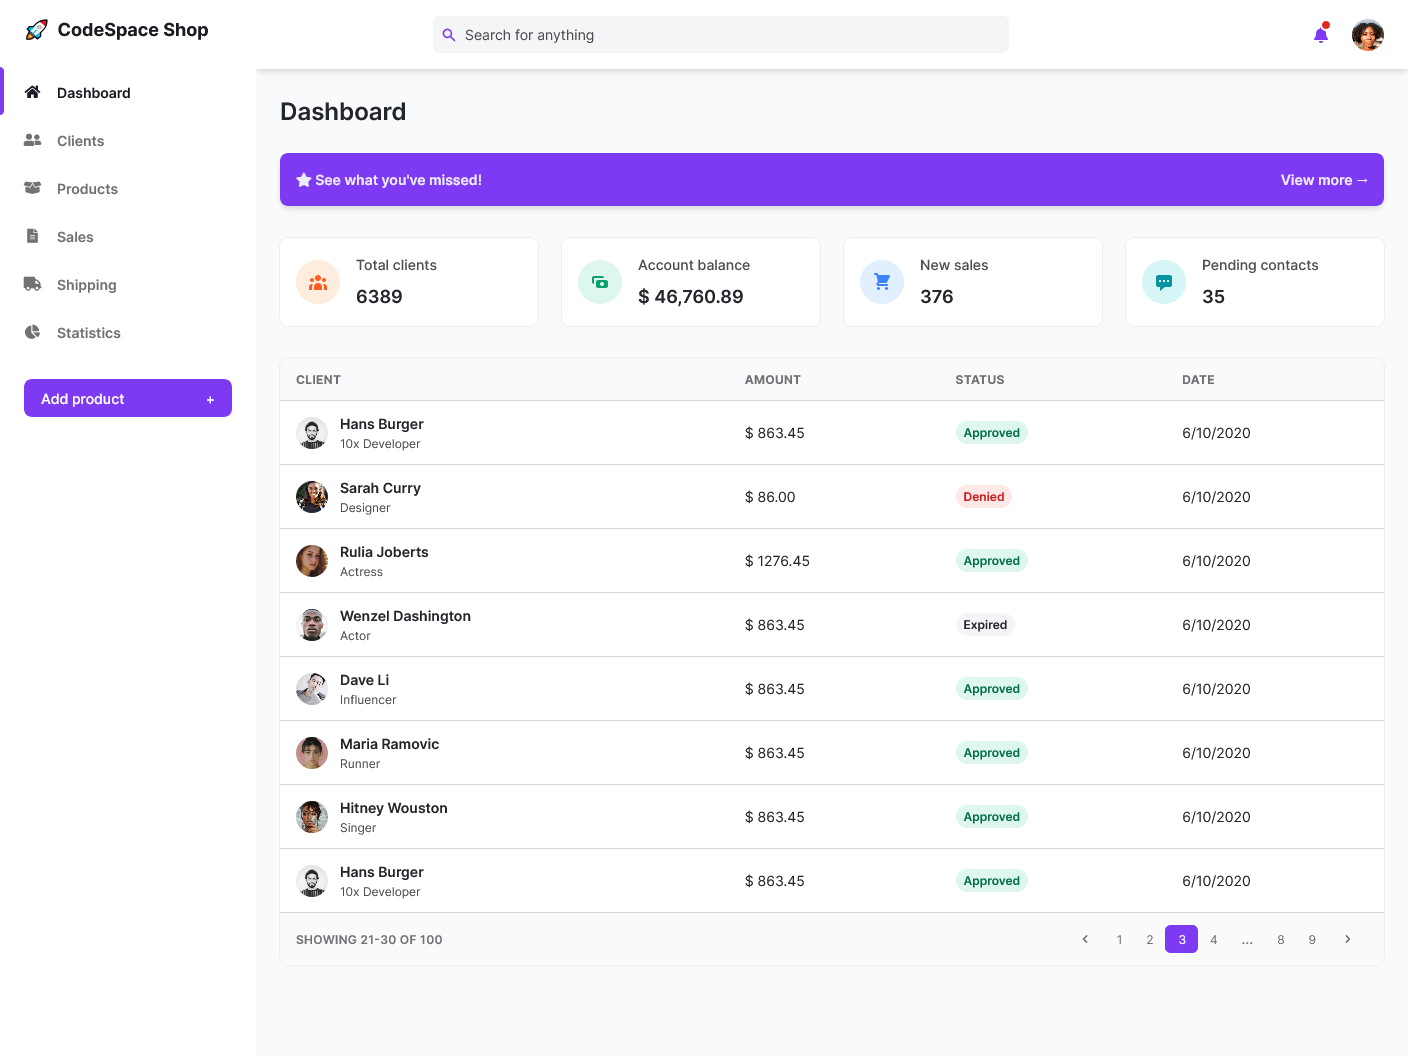 CodeSpace Shop
Search for anything
Dashboard
Clients
Products
Sales
Shipping
Statistics
Add product +
Dashboard
See what you've missed! View more →
Total clients
6389
Account balance
$ 46,760.89
New sales
376
Pending contacts
35
CLIENT AMOUNT STATUS DATE
Hans Burger
10x Developer
$ 863.45 Approved 6/10/2020
Sarah Curry
Designer
$ 86.00 Denied 6/10/2020
Rulia Joberts
Actress
$ 1276.45 Approved 6/10/2020
Wenzel Dashington
Actor
$ 863.45 Expired 6/10/2020
Dave Li
Influencer
$ 863.45 Approved 6/10/2020
Maria Ramovic
Runner
$ 863.45 Approved 6/10/2020
Hitney Wouston
Singer
$ 863.45 Approved 6/10/2020
Hans Burger
10x Developer
$ 863.45 Approved 6/10/2020
SHOWING 21-30 OF 100 1 2 3 4 ... 8 9